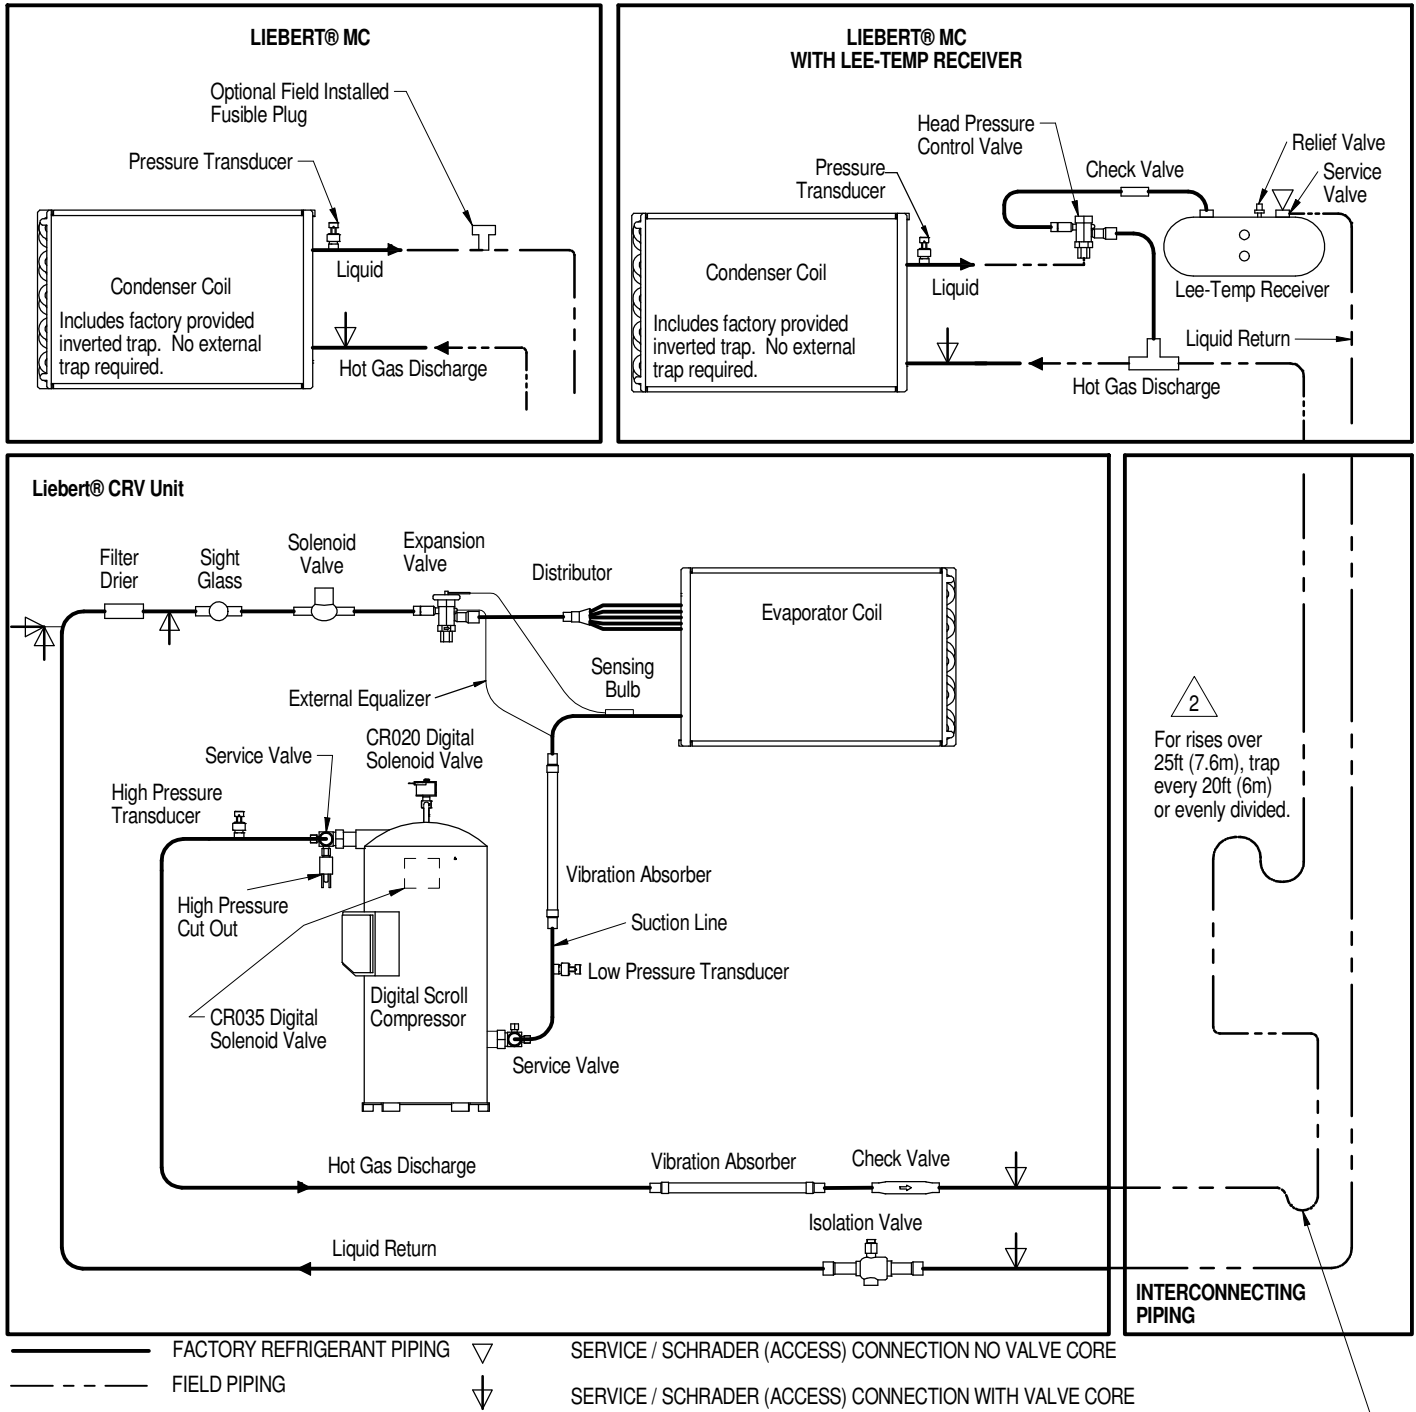 LIEBERT® MC
Optional Field Installed
Fusible Plug
Pressure Transducer
Liquid
Condenser Coil
Includes factory provided
inverted trap. No external
trap required.
Hot Gas Discharge
LIEBERT® MC
WITH LEE-TEMP RECEIVER
Head Pressure
Control Valve
Relief Valve
Check Valve
Service
Valve
Pressure
Transducer
Condenser Coil
Liquid
Lee-Temp Receiver
Includes factory provided
inverted trap. No external
trap required.
Liquid Return
Hot Gas Discharge
Liebert® CRV Unit
Filter
Drier
Sight
Glass
Solenoid
Valve
Expansion
Valve
Distributor
Evaporator Coil
Sensing
Bulb
External Equalizer
CR020 Digital
Solenoid Valve
Service Valve
High Pressure
Transducer
High Pressure
Cut Out
Vibration Absorber
Suction Line
Low Pressure Transducer
Digital Scroll
Compressor
CR035 Digital
Solenoid Valve
Service Valve
Hot Gas Discharge
Vibration Absorber
Check Valve
Isolation Valve
Liquid Return
2
For rises over
25ft (7.6m), trap
every 20ft (6m)
or evenly divided.
INTERCONNECTING
PIPING
FACTORY REFRIGERANT PIPING
SERVICE / SCHRADER (ACCESS) CONNECTION NO VALVE CORE
FIELD PIPING
SERVICE / SCHRADER (ACCESS) CONNECTION WITH VALVE CORE